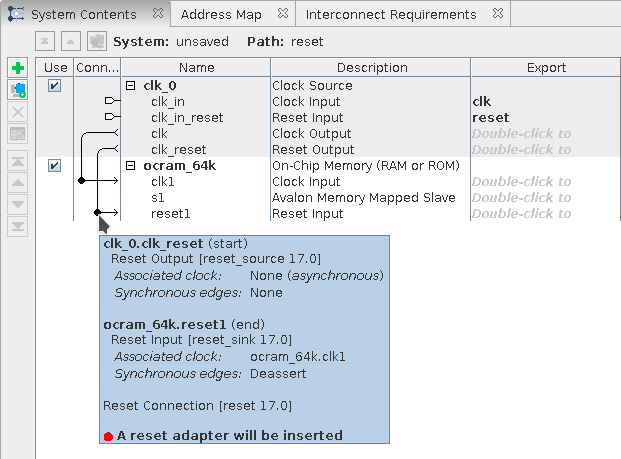 System Contents Address Map Interconnect Requirements
System: unsaved Path: reset
Use Conn... Name Description Export
clk_0 Clock Source
clk_in Clock Input clk
clk_in_reset Reset Input reset
clk Clock Output Double-click to
clk_reset Reset Output Double-click to
ocram_64k On-Chip Memory (RAM or ROM)
clk1 Clock Input Double-click to
s1 Avalon Memory Mapped Slave Double-click to
reset1 Reset Input Double-click to
clk_0.clk_reset (start)
Reset Output [reset_source 17.0]
Associated clock: None (asynchronous)
Synchronous edges: None
ocram_64k.reset1 (end)
Reset Input [reset_sink 17.0]
Associated clock: ocram_64k.clk1
Synchronous edges: Deassert
Reset Connection [reset 17.0]
A reset adapter will be inserted